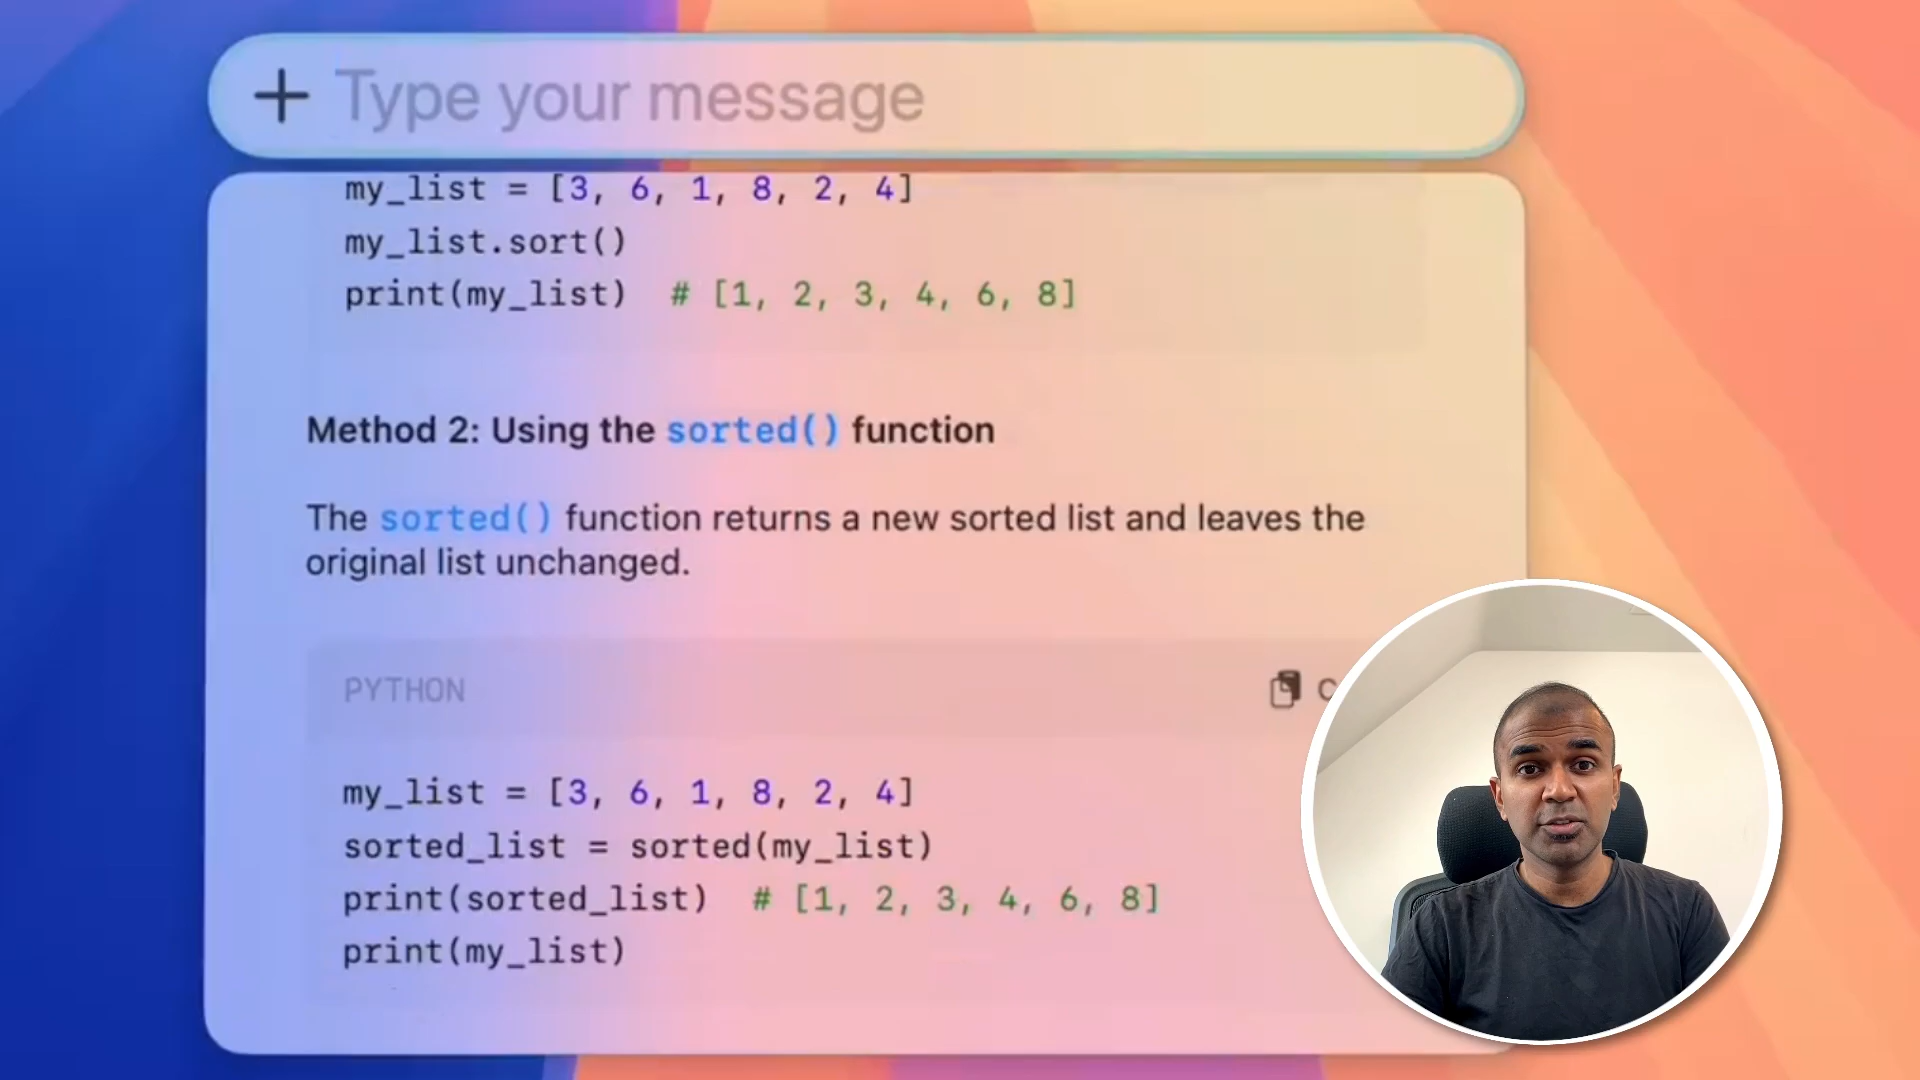 Type your message
my_list = [3, 6, 1, 8, 2, 4]
my_list.sort()
print(my_list)  # [1, 2, 3, 4, 6, 8]
Method 2: Using the sorted() function
The sorted() function returns a new sorted list and leaves the
original list unchanged.
PYTHON
my_list = [3, 6, 1, 8, 2, 4]
sorted_list = sorted(my_list)
print(sorted_list)  # [1, 2, 3, 4, 6, 8]
print(my_list)